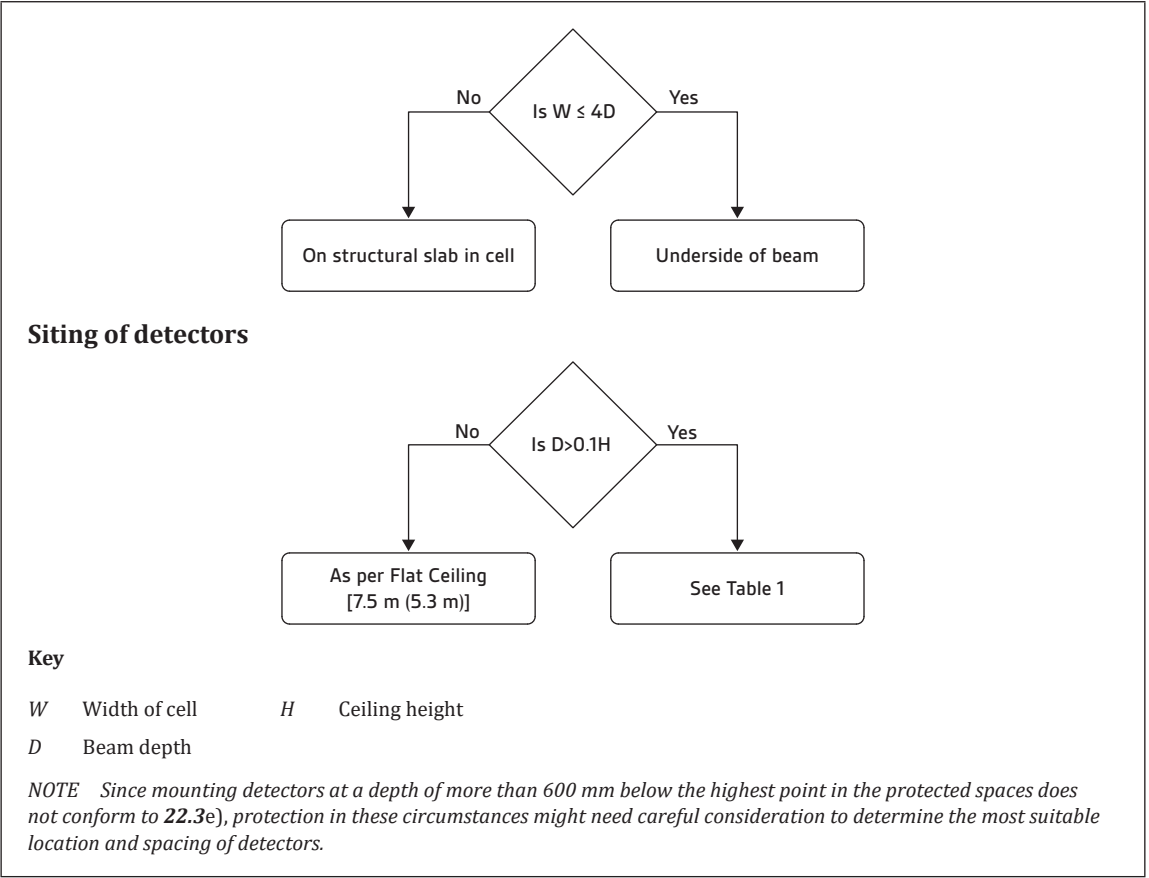 Is W ≤ 4D
No
Yes
On structural slab in cell
Underside of beam
Siting of detectors
Is D>0.1H
No
Yes
As per Flat Ceiling
[7.5 m (5.3 m)]
See Table 1
Key
W Width of cell H Ceiling height
D Beam depth
NOTE Since mounting detectors at a depth of more than 600 mm below the highest point in the protected spaces does
not conform to 22.3e), protection in these circumstances might need careful consideration to determine the most suitable
location and spacing of detectors.